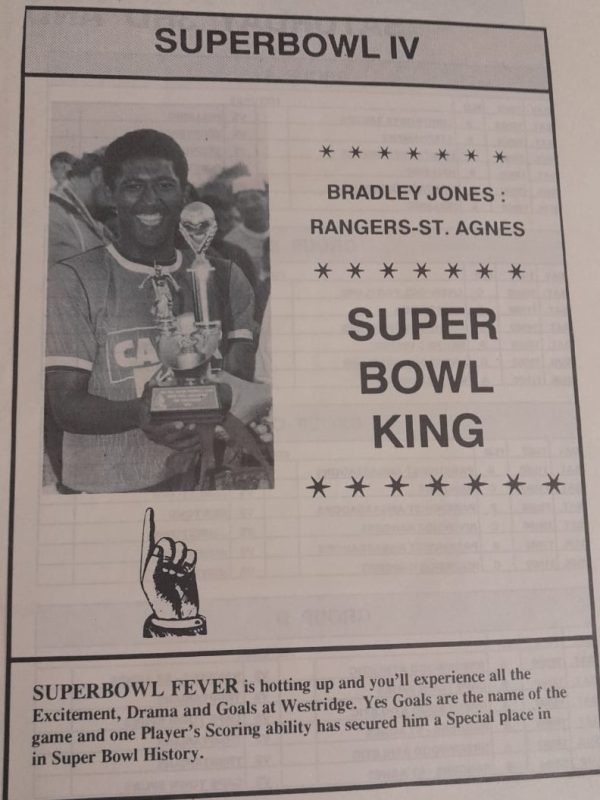 SUPERBOWL IV
* * * * * * *
BRADLEY JONES :
RANGERS-ST. AGNES
* * * * * * *
SUPER
BOWL
KING
* * * * * * *
CA
SUPERBOWL FEVER is hotting up and you'll experience all the
Excitement, Drama and Goals at Westridge. Yes Goals are the name of the
game and one Player's Scoring ability has secured him a Special place in
in Super Bowl History.